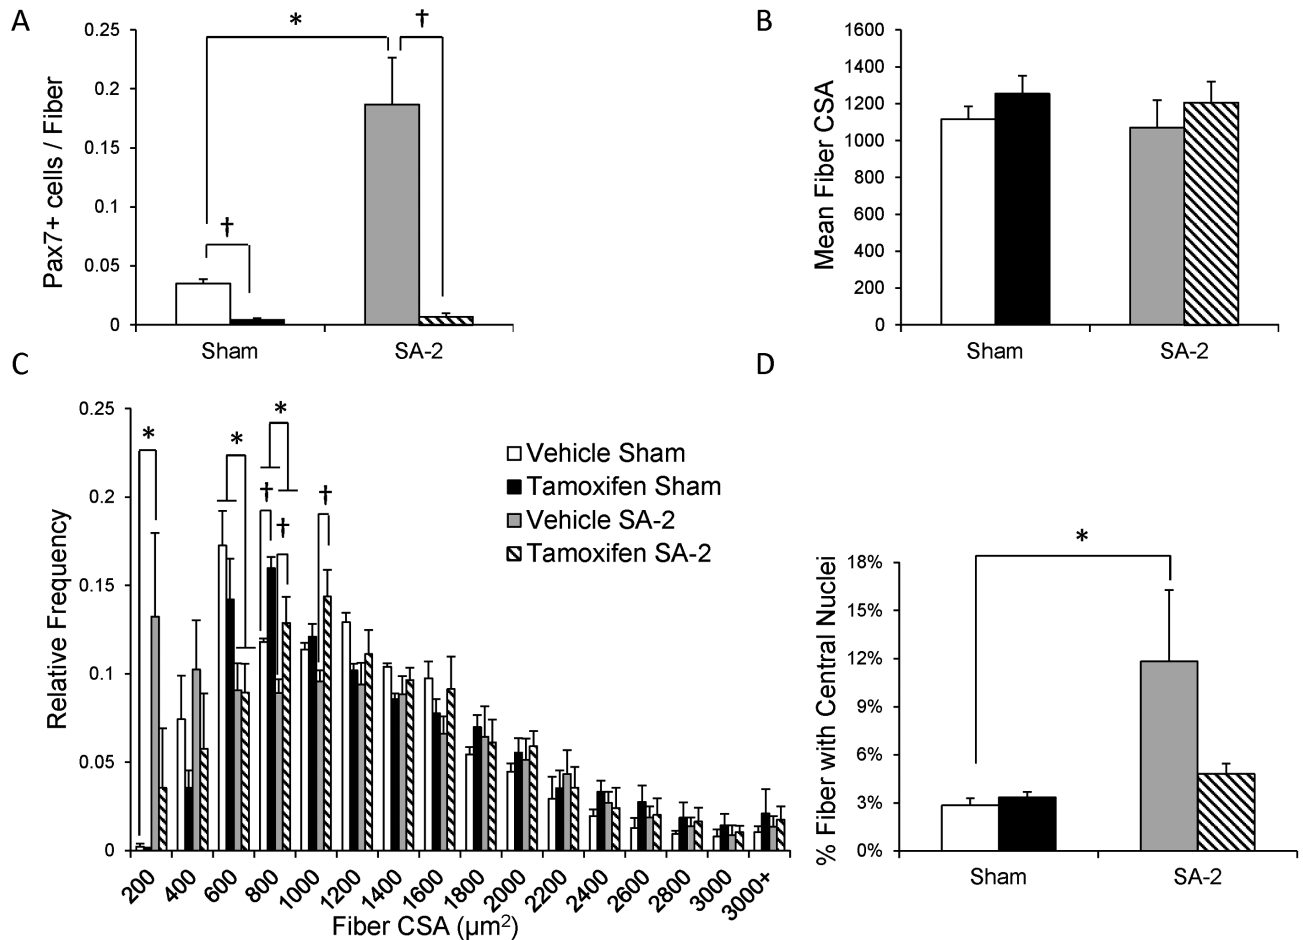 A
Pax7+ cells / Fiber
0.25
0.2
0.15
0.1
0.05
0
*
†
†
Sham
SA-2
B
Mean Fiber CSA
1600
1400
1200
1000
800
600
400
200
0
Sham
SA-2
C
Relative Frequency
0.25
0.2
0.15
0.1
0.05
0
*
*
*
†
†
†
Vehicle Sham
Tamoxifen Sham
Vehicle SA-2
Tamoxifen SA-2
200
400
600
800
1000
1200
1400
1600
1800
2000
2200
2400
2600
2800
3000
3000+
Fiber CSA (µm²)
D
% Fiber with Central Nuclei
18%
15%
12%
9%
6%
3%
0%
*
Sham
SA-2